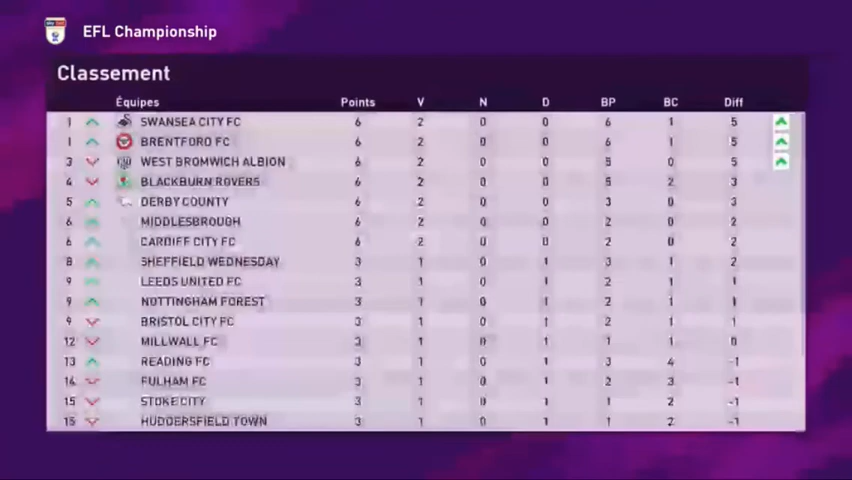 EFL Championship
Classement
Équipes Points V N D BP BC Diff
1 SWANSEA CITY FC 6 2 0 0 6 1 5
1 BRENTFORD FC 6 2 0 0 6 1 5
3 WEST BROMWICH ALBION 6 2 0 0 5 0 5
4 BLACKBURN ROVERS 6 2 0 0 5 2 3
5 DERBY COUNTY 6 2 0 0 3 0 3
6 MIDDLESBROUGH 6 2 0 0 2 0 2
6 CARDIFF CITY FC 6 2 0 0 2 0 2
8 SHEFFIELD WEDNESDAY 3 1 0 1 3 1 2
9 LEEDS UNITED FC 3 1 0 1 2 1 1
9 NOTTINGHAM FOREST 3 1 0 1 2 1 1
9 BRISTOL CITY FC 3 1 0 1 2 1 1
12 MILLWALL FC 3 1 0 1 1 1 0
13 READING FC 3 1 0 1 3 4 -1
14 FULHAM FC 3 1 0 1 2 3 -1
15 STOKE CITY 3 1 0 1 1 2 -1
15 HUDDERSFIELD TOWN 3 1 0 1 1 2 -1